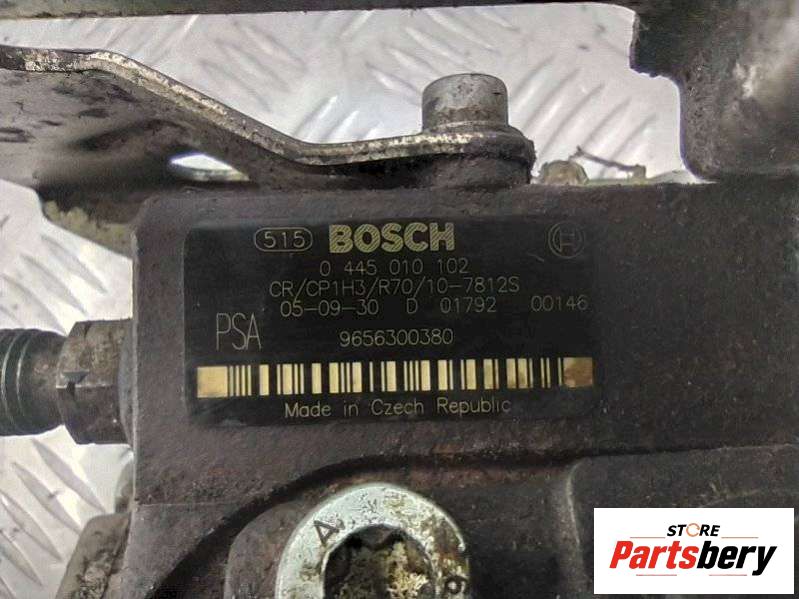 515 BOSCH H
0 445 010 102
CR/CP1H3/R70/10-7812S
05-09-30 D 01792 00146
PSA 9656300380
Made in Czech Republic
A
STORE
Partsbery